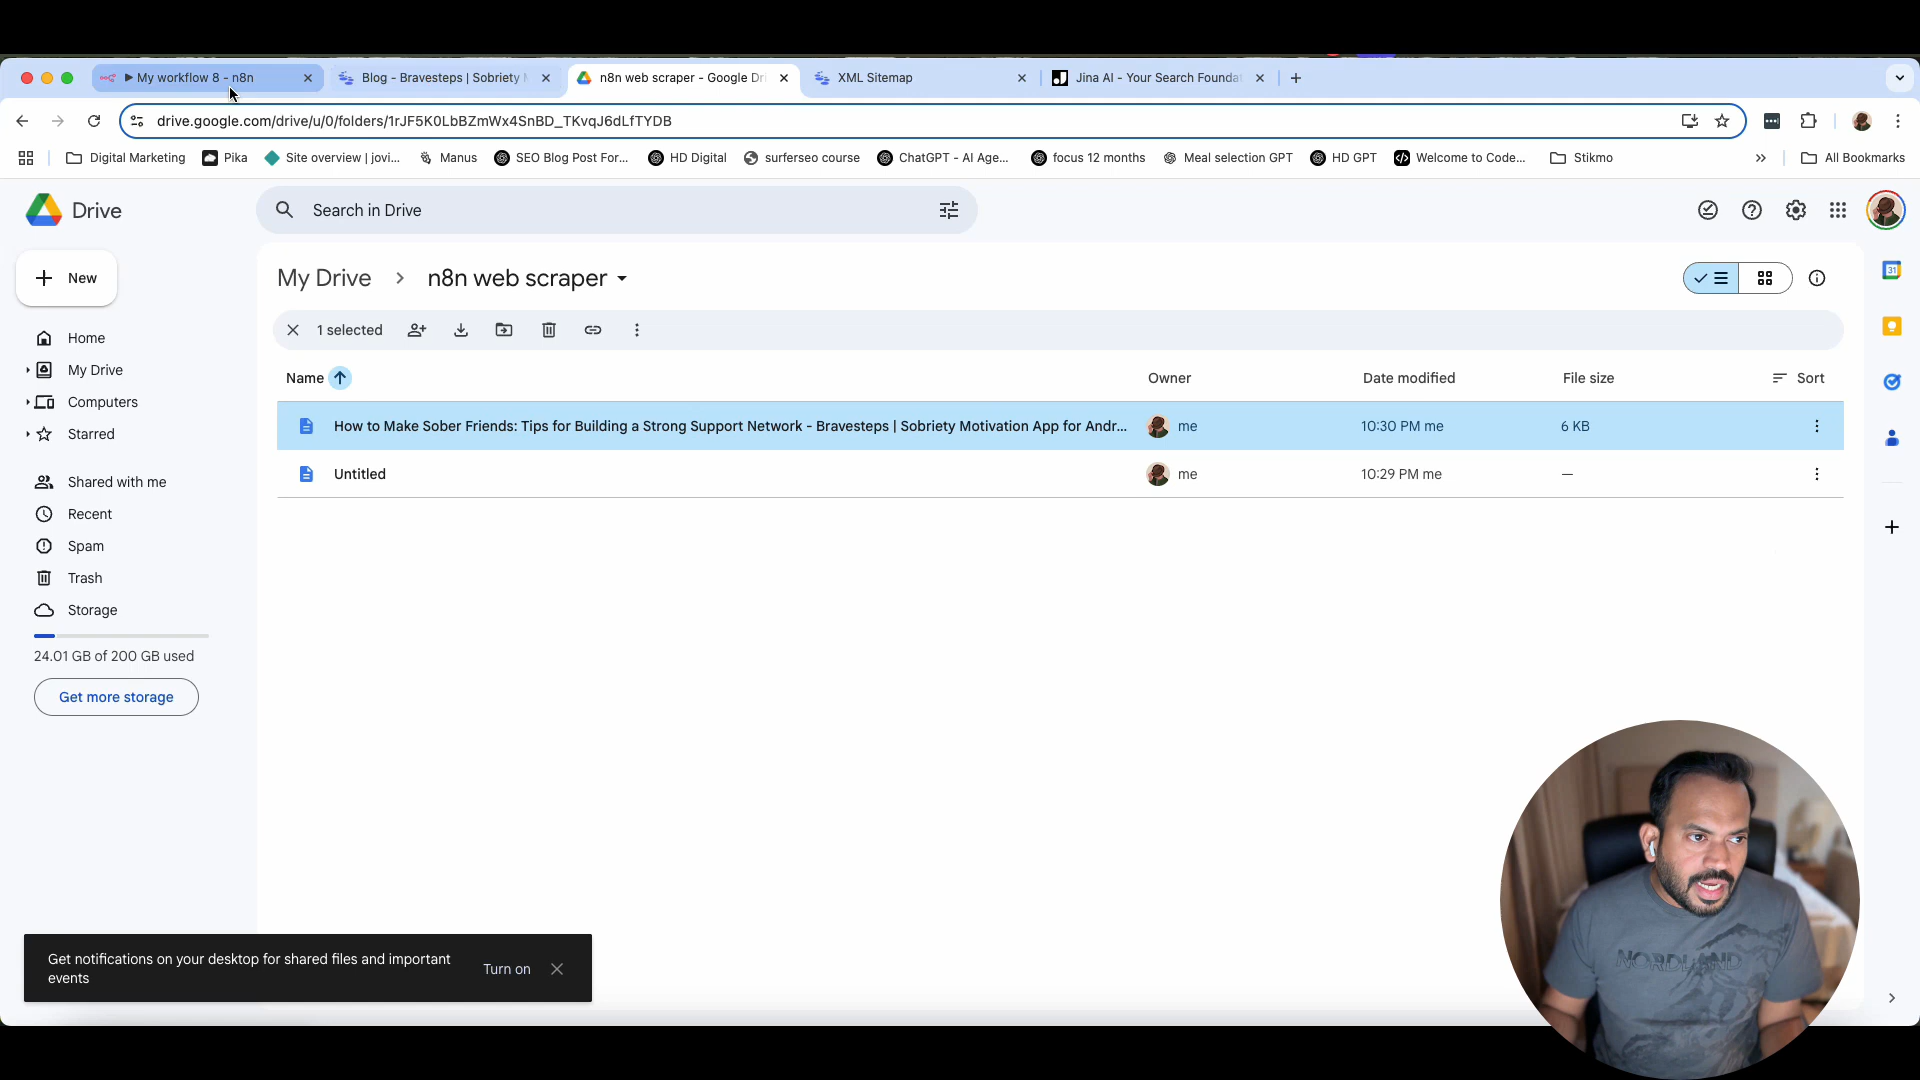 My workflow 8 - n8n
Blog - Bravesteps | Sobriety
n8n web scraper - Google Dri
XML Sitemap
Jina AI - Your Search Founda
drive.google.com/drive/u/0/folders/1rJF5K0LbBZmWx4SnBD_TKvqJ6dLfTYDB
Digital Marketing
Pika
Site overview | jovi...
Manus
SEO Blog Post For...
HD Digital
surferseo course
ChatGPT - AI Age...
focus 12 months
Meal selection GPT
HD GPT
Welcome to Code...
Stikmo
All Bookmarks
Drive
Search in Drive
New
My Drive
n8n web scraper
1 selected
Home
My Drive
Computers
Starred
Shared with me
Recent
Spam
Trash
Storage
24.01 GB of 200 GB used
Get more storage
Name
Owner
Date modified
File size
Sort
How to Make Sober Friends: Tips for Building a Strong Support Network - Bravesteps | Sobriety Motivation App for Andr...
me
10:30 PM me
6 KB
Untitled
me
10:29 PM me
—
31
Get notifications on your desktop for shared files and important
events
Turn on
NORDLAND